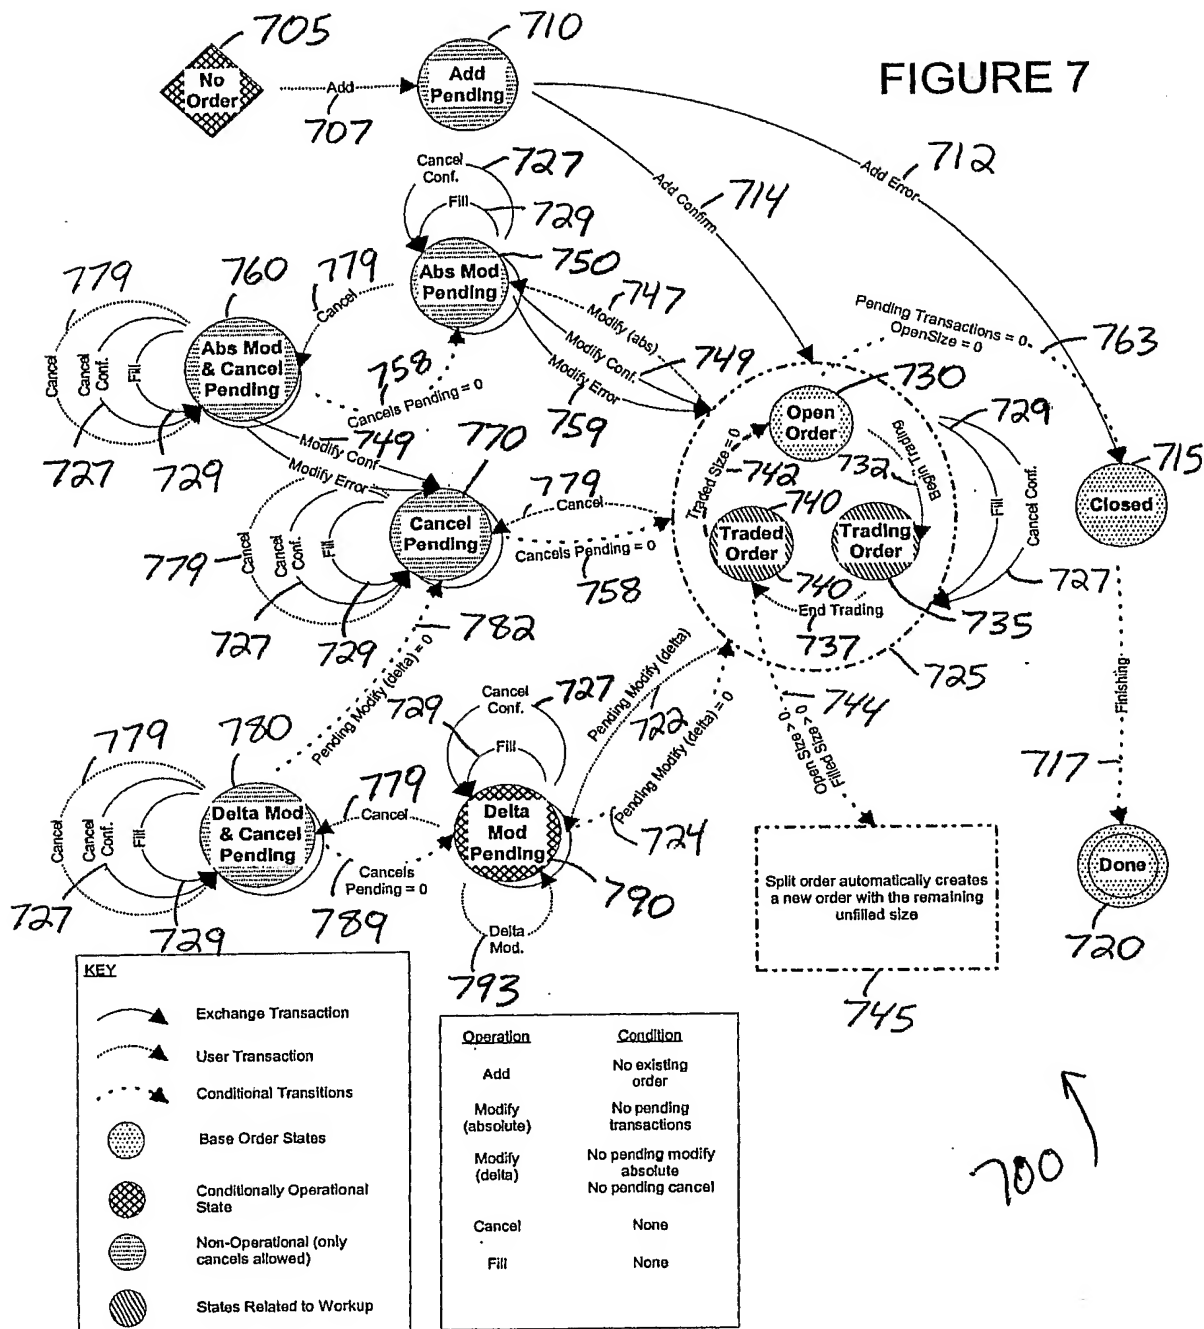 FIGURE 7
705
No
Order
Add
707
710
Add
Pending
Add Error
712
Add Confirm
714
Cancel
Conf.
727
Fill
729
750
Abs Mod
Pending
779
Cancel
779
760
Abs Mod
& Cancel
Pending
Cancel
Cancel
Conf.
Fill
727
729
758
Cancels Pending = 0
747
Modify (abs)
Modify Conf.
749
Modify Error
759
Pending Transactions = 0
OpenSize = 0
763
730
Open
Order
729
Fill
Cancel Conf.
727
Begin Trading
732
Traded Size = 0
742
740
Traded
Order
740
Trading
Order
735
End Trading
737
725
715
Closed
749
Modify Conf
Modify Error
770
Cancel
Pending
779
Cancel
Cancels Pending = 0
758
779
Cancel
Cancel
Conf.
Fill
727
729
782
Pending Modify (delta) = 0
Pending Modify (delta)
722
Pending Modify (delta) = 0
724
744
Filled Size > 0
Open Size > 0
Finishing
717
Done
720
Cancel
Conf.
727
729
Fill
779
780
Delta Mod
& Cancel
Pending
Cancel
Cancel
Conf.
Fill
727
729
779
Cancel
Cancels
Pending = 0
789
Delta
Mod
Pending
790
Delta
Mod.
793
Split order automatically creates
a new order with the remaining
unfilled size
745
KEY
Exchange Transaction
User Transaction
Conditional Transitions
Base Order States
Conditionally Operational
State
Non-Operational (only
cancels allowed)
States Related to Workup
Operation Condition
Add No existing
order
Modify No pending
(absolute) transactions
Modify No pending modify
(delta) absolute
No pending cancel
Cancel None
Fill None
700